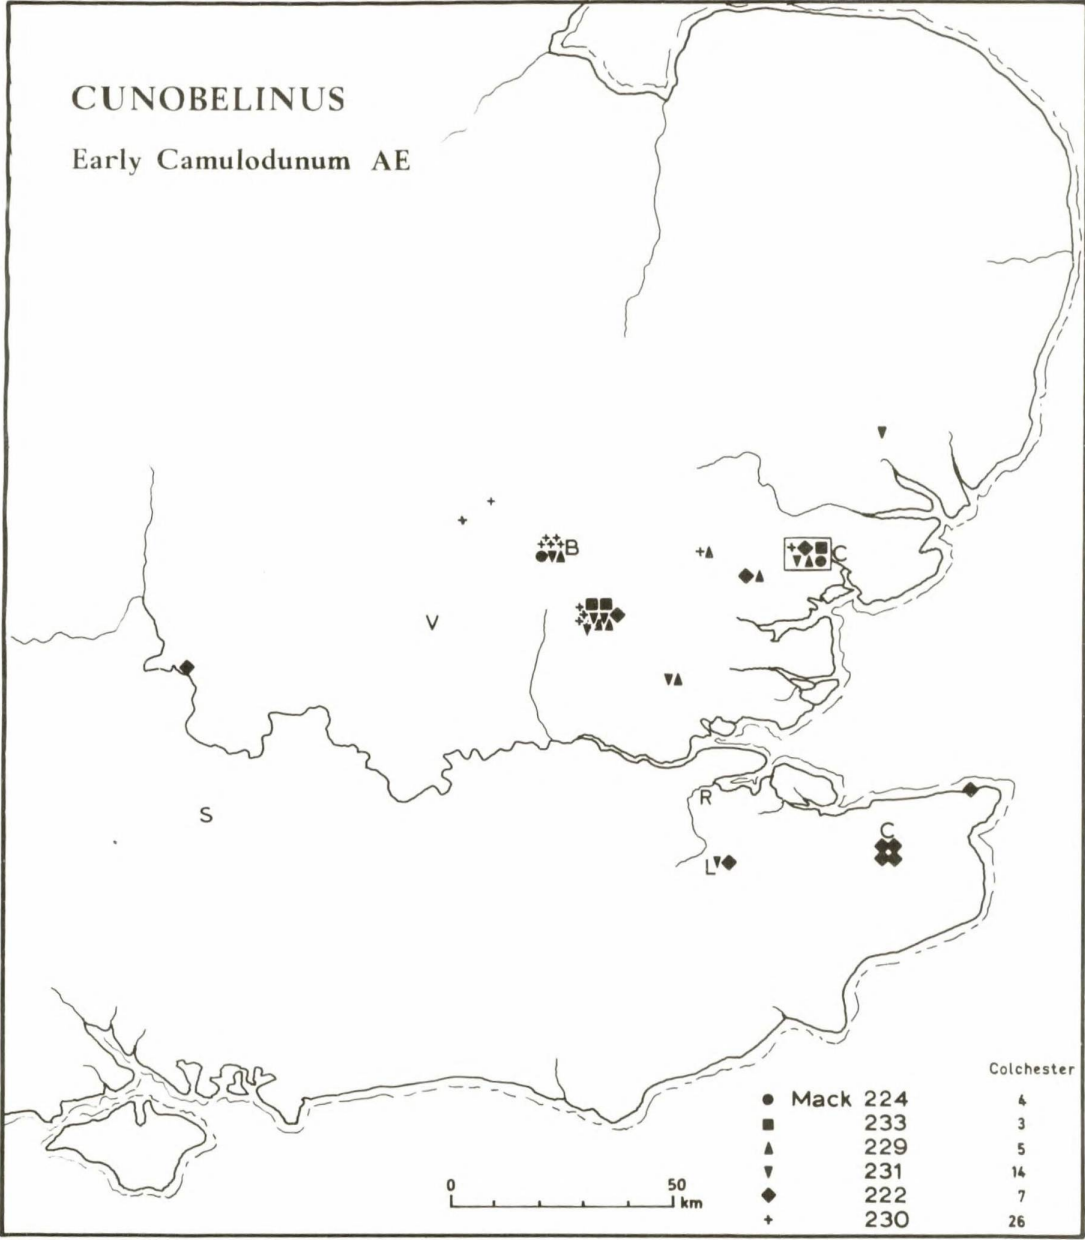 CUNOBELINUS
Early Camulodunum AE
B
C
V
S
R
C
L
Colchester
Mack 224 4
233 3
229 5
231 14
222 7
230 26
0 50
km